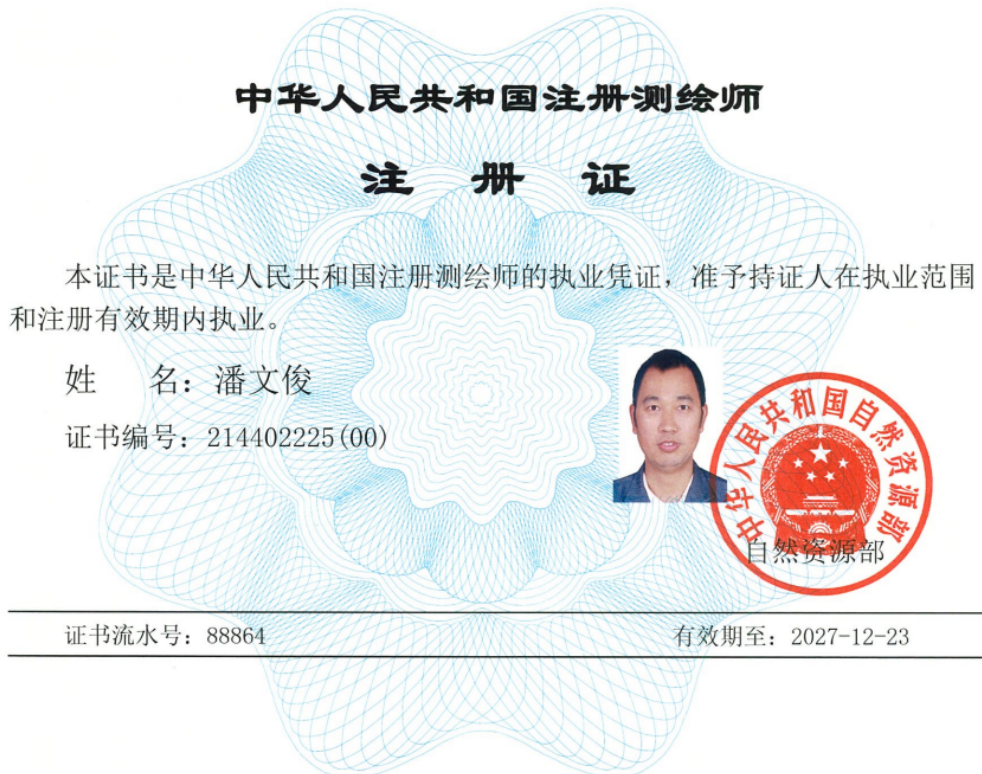 中华人民共和国注册测绘师
注 册 证
本证书是中华人民共和国注册测绘师的执业凭证，准予持证人在执业范围
和注册有效期内执业。
姓 名：潘文俊
证书编号：214402225(00)
中华人民共和国自然资源部
自然资源部
证书流水号：88864 有效期至：2027-12-23